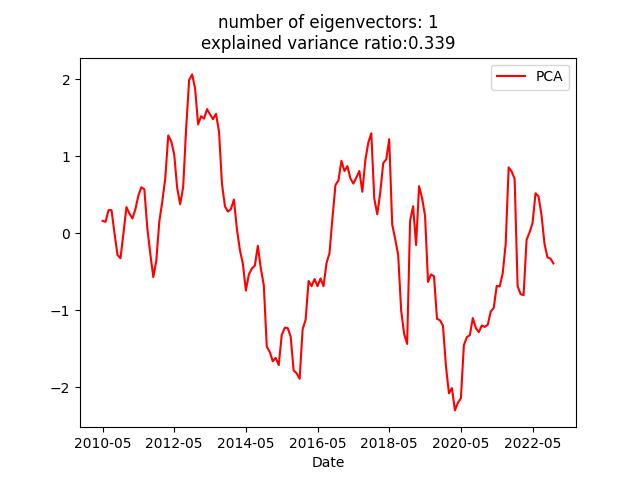 number of eigenvectors: 1
explained variance ratio:0.339
PCA
2
1
0
−1
−2
2010-05 2012-05 2014-05 2016-05 2018-05 2020-05 2022-05
Date